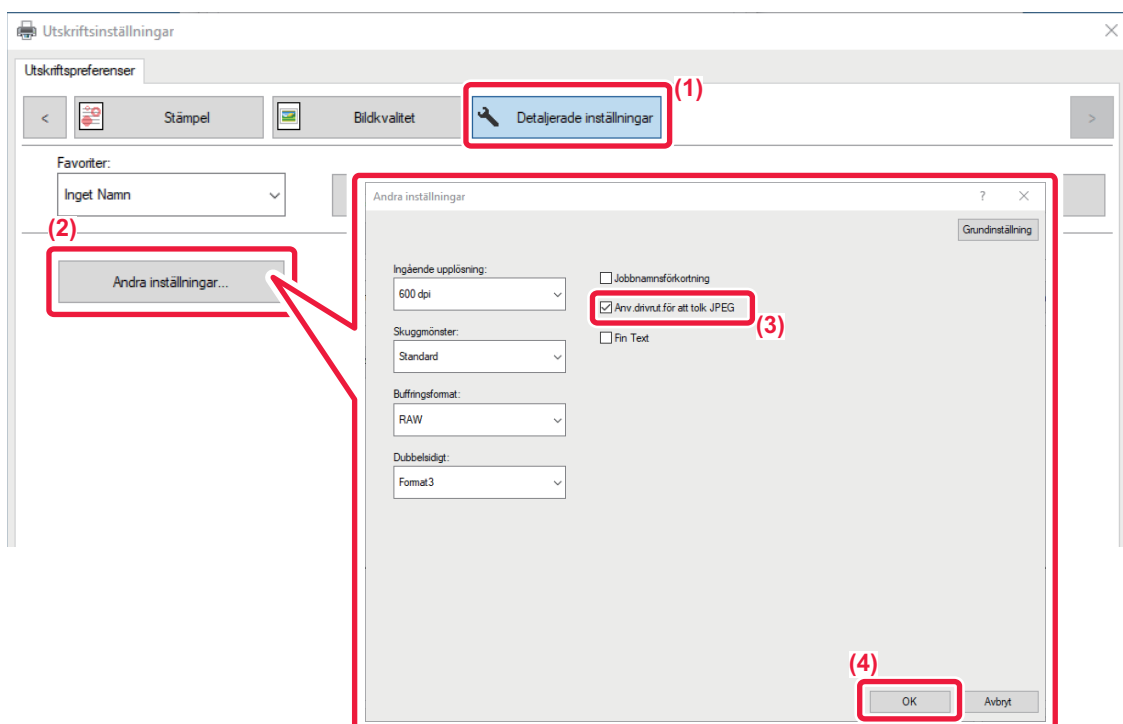 Utskriftsinställningar
Utskriftspreferenser
(1)
<
Stämpel
Bildkvalitet
Detaljerade inställningar
>
Favoriter:
Inget Namn
(2)
Andra inställningar...
Andra inställningar
?
Grundinställning
Ingående upplösning:
600 dpi
Skuggmönster:
Standard
Buffringsformat:
RAW
Dubbelsidigt:
Format3
Jobbnamnsförkortning
Anv.drivrut.för att tolk JPEG
(3)
Fin Text
(4)
OK
Avbryt